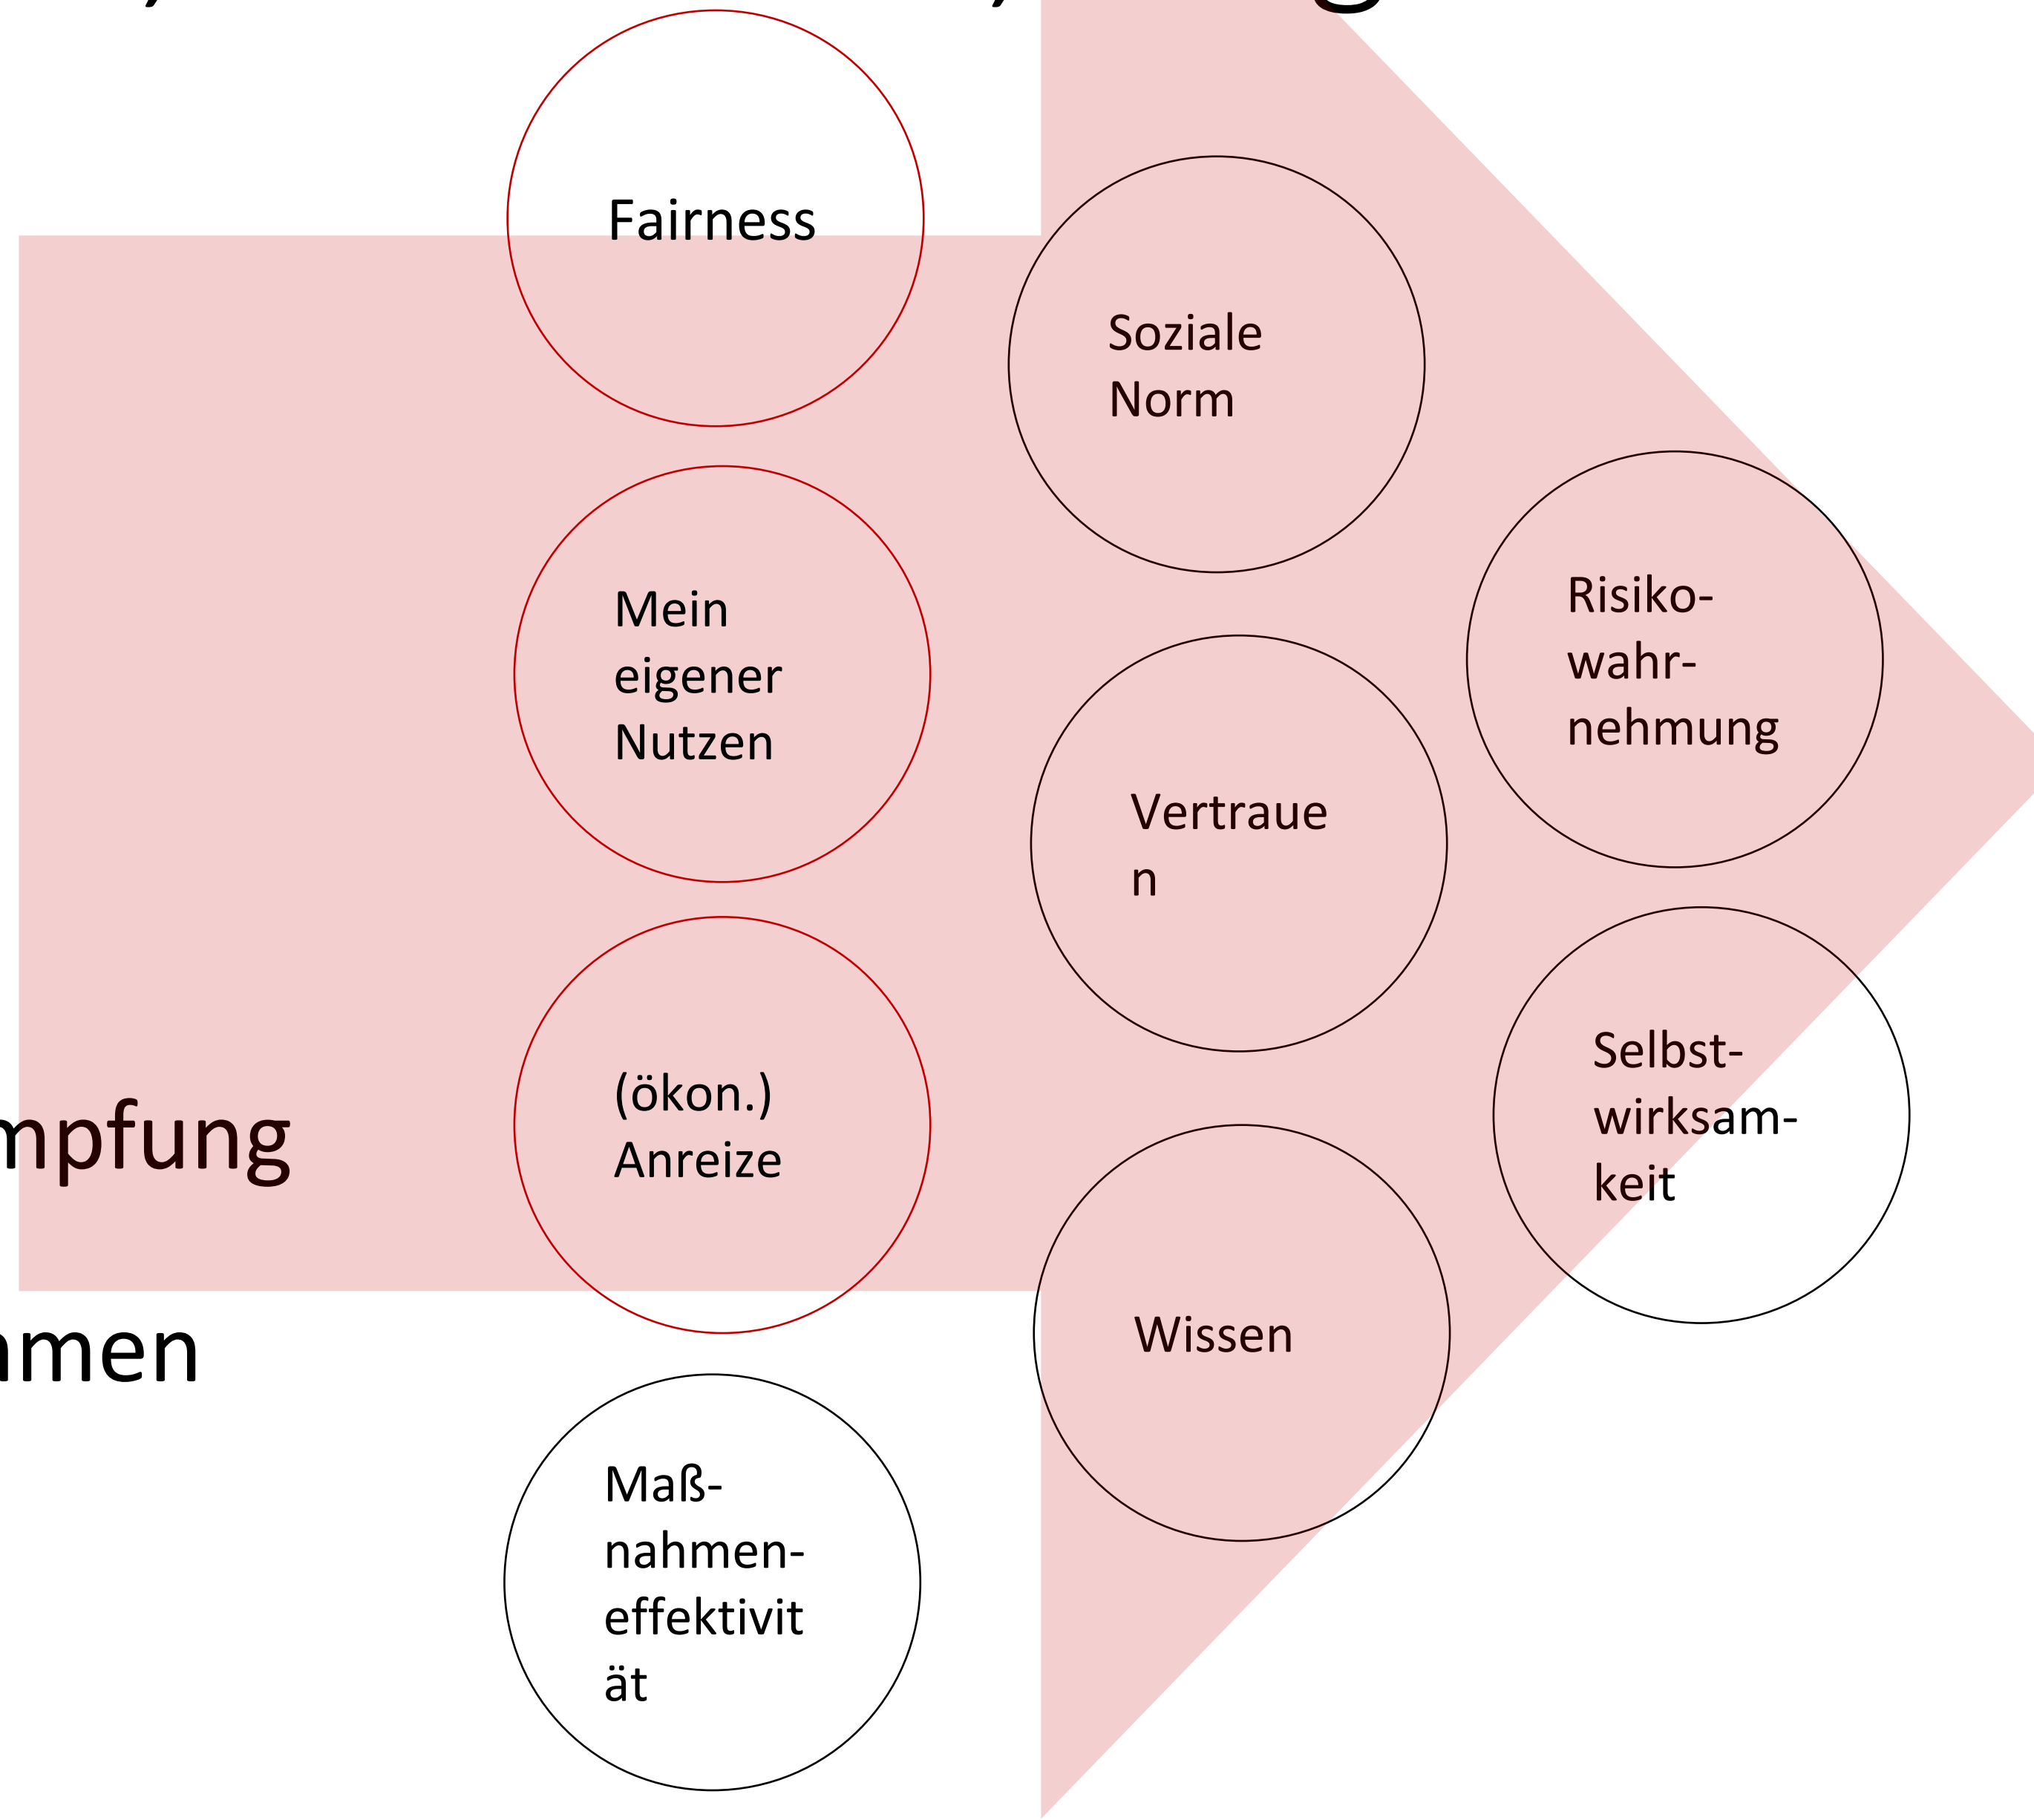 Fairness
Soziale
Norm
Mein
eigener
Nutzen
Risiko-
wahr-
nehmung
Vertraue
n
(ökon.)
Anreize
Selbst-
wirksam-
keit
mpfung
Wissen
men
Maß-
nahmen-
effektivit
ät